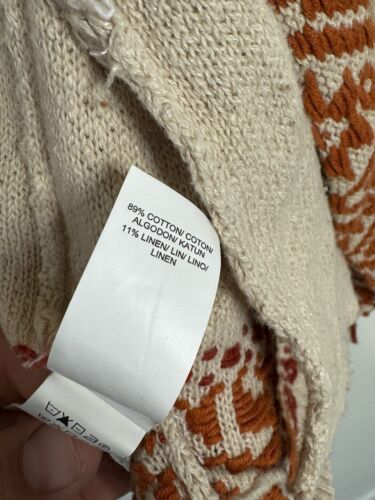 89% COTTON/ COTON/
ALGODON/ KATUN
11% LINEN/ LIN/ LINO/
LINEN